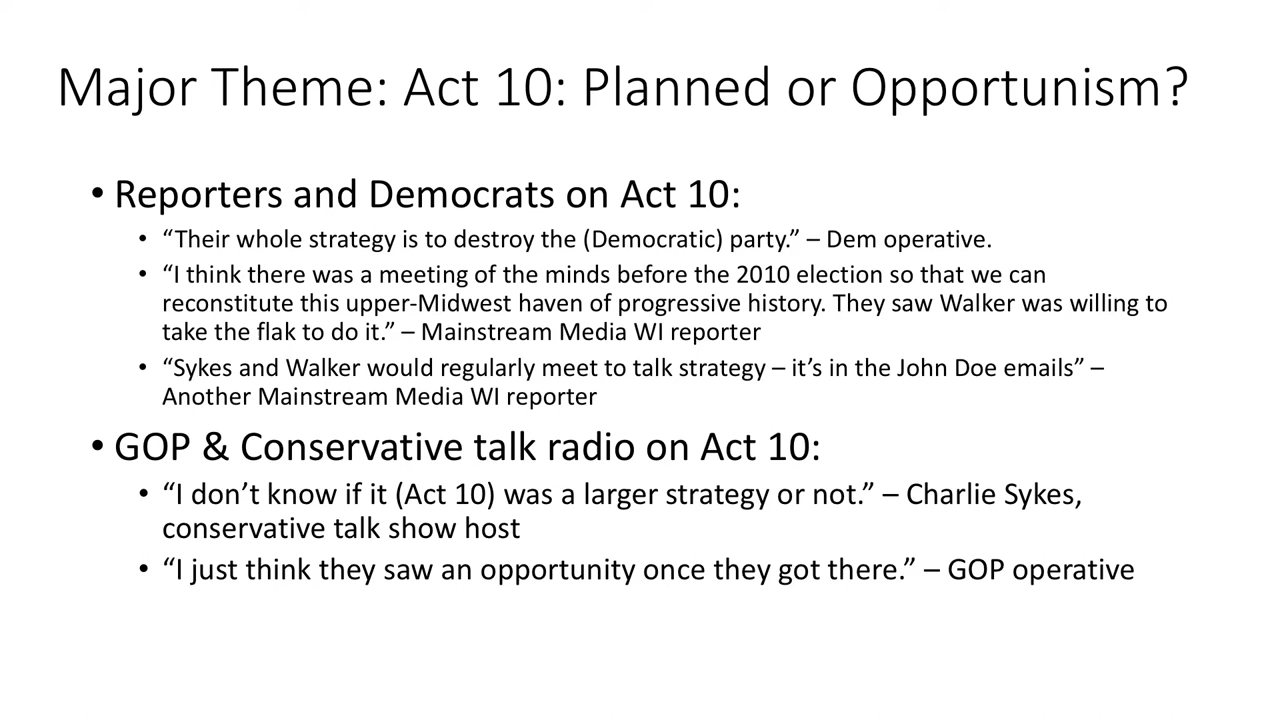 Major Theme: Act 10: Planned or Opportunism?
• Reporters and Democrats on Act 10:
• “Their whole strategy is to destroy the (Democratic) party.” – Dem operative.
• “I think there was a meeting of the minds before the 2010 election so that we can
reconstitute this upper-Midwest haven of progressive history. They saw Walker was willing to
take the flak to do it.” – Mainstream Media WI reporter
• “Sykes and Walker would regularly meet to talk strategy – it’s in the John Doe emails” –
Another Mainstream Media WI reporter
• GOP & Conservative talk radio on Act 10:
• “I don’t know if it (Act 10) was a larger strategy or not.” – Charlie Sykes,
conservative talk show host
• “I just think they saw an opportunity once they got there.” – GOP operative